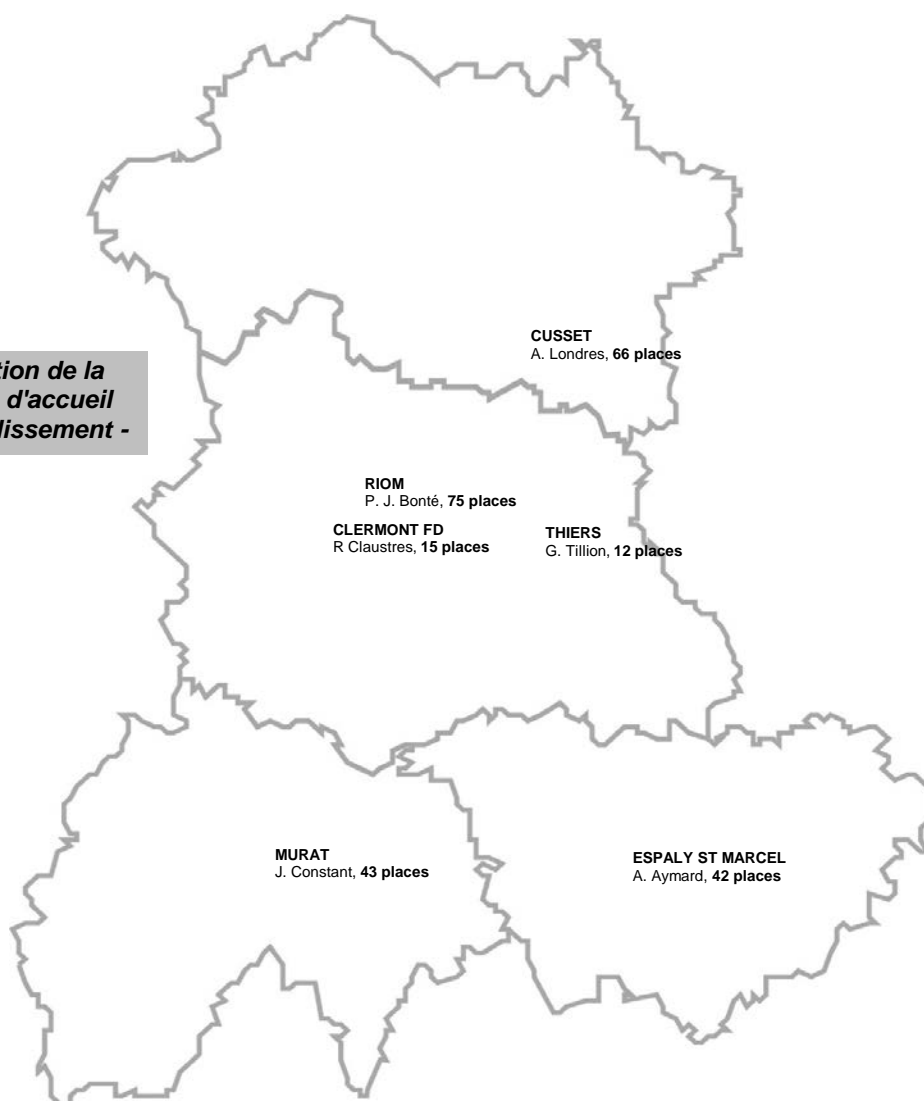 CUSSET
A. Londres, 66 places
tion de la
d'accueil
lissement -
RIOM
P. J. Bonté, 75 places
CLERMONT FD
R Claustres, 15 places
THIERS
G. Tillion, 12 places
MURAT
J. Constant, 43 places
ESPALY ST MARCEL
A. Aymard, 42 places